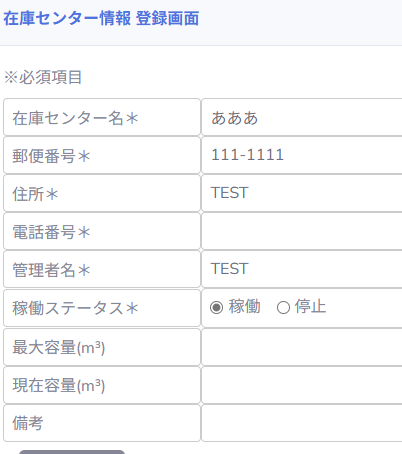 在庫センター情報 登録画面
※必須項目
在庫センター名＊ あああ
郵便番号＊ 111-1111
住所＊ TEST
電話番号＊
管理者名＊ TEST
稼働ステータス＊ 稼働 停止
最大容量(m³)
現在容量(m³)
備考